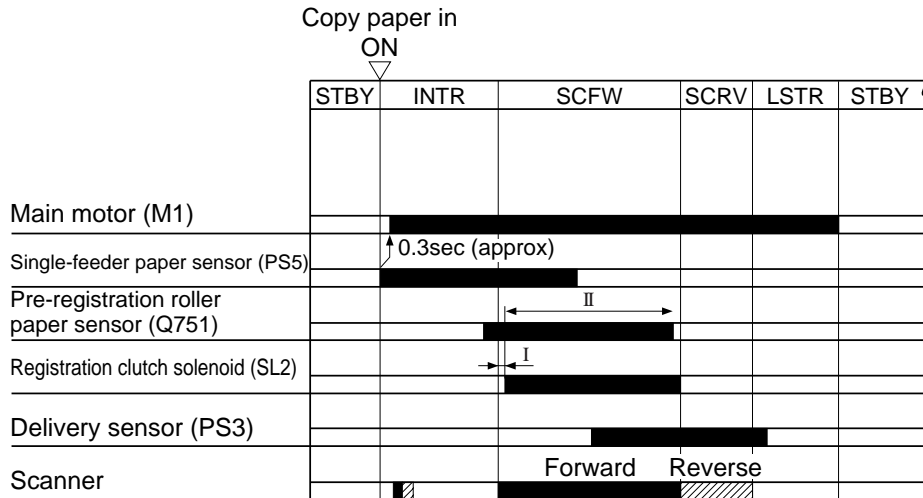 Copy paper in
ON
STBY INTR SCFW SCRV LSTR STBY
Main motor (M1)
0.3sec (approx)
Single-feeder paper sensor (PS5)
Pre-registration roller
paper sensor (Q751)
II
I
Registration clutch solenoid (SL2)
Delivery sensor (PS3)
Scanner
Forward Reverse